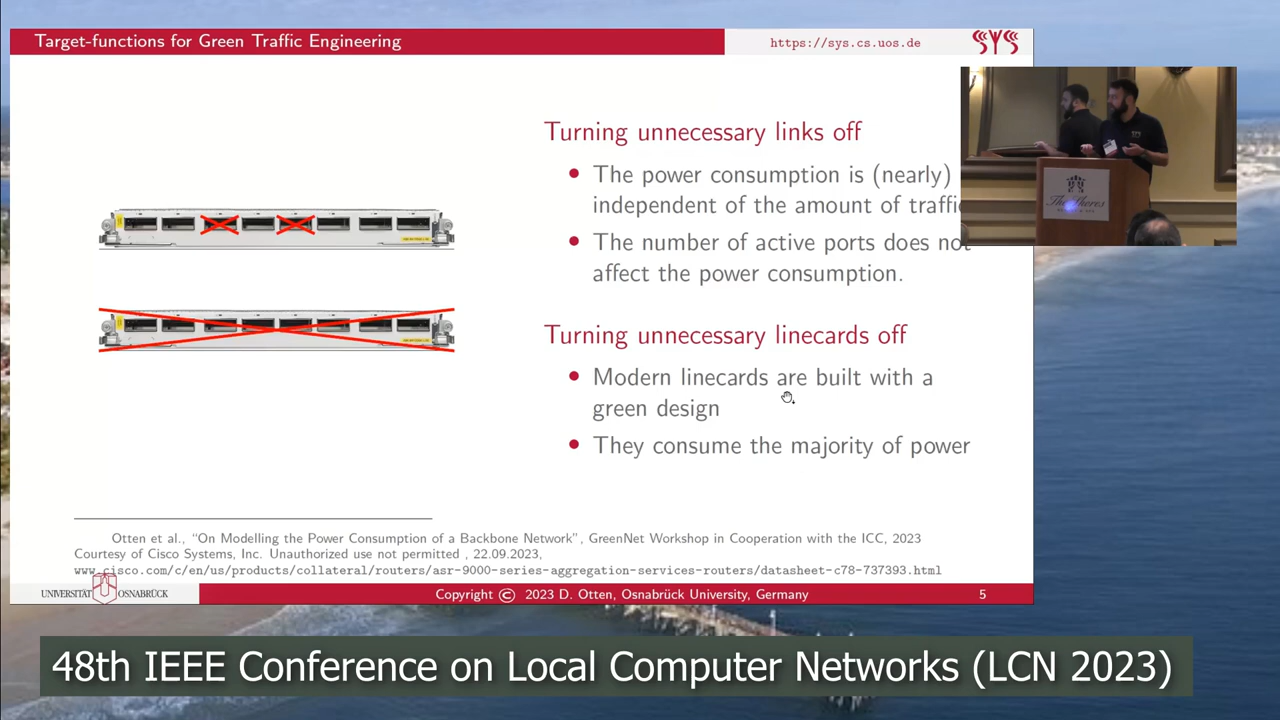 Target-functions for Green Traffic Engineering
https://sys.cs.uos.de
SYS
Turning unnecessary links off
The power consumption is (nearly)
independent of the amount of traffic
The number of active ports does not
affect the power consumption.
Turning unnecessary linecards off
Modern linecards are built with a
green design
They consume the majority of power
Otten et al., “On Modelling the Power Consumption of a Backbone Network”, GreenNet Workshop in Cooperation with the ICC, 2023
Courtesy of Cisco Systems, Inc. Unauthorized use not permitted , 22.09.2023,
www.cisco.com/c/en/us/products/collateral/routers/asr-9000-series-aggregation-services-routers/datasheet-c78-737393.html
UNIVERSITÄT OSNABRÜCK
Copyright © 2023 D. Otten, Osnabrück University, Germany
5
48th IEEE Conference on Local Computer Networks (LCN 2023)